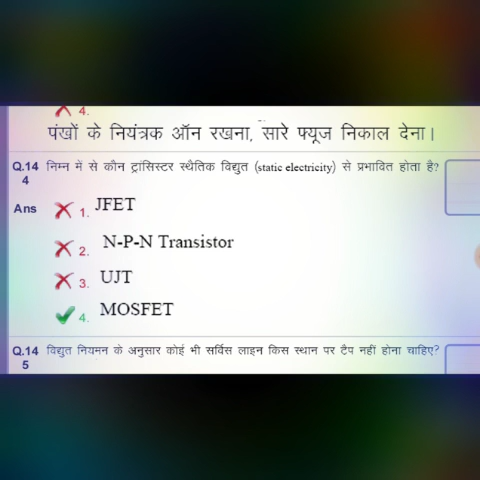 4.
पंखों के नियंत्रक ऑन रखना, सारे फ्यूज निकाल देना।
Q.14 निम्न में से कौन ट्रांसिस्टर स्थैतिक विद्युत (static electricity) से प्रभावित होता है?
4
Ans 1. JFET
2. N-P-N Transistor
3. UJT
4. MOSFET
Q.14 विद्युत नियमन के अनुसार कोई भी सर्विस लाइन किस स्थान पर टैप नहीं होना चाहिए?
5